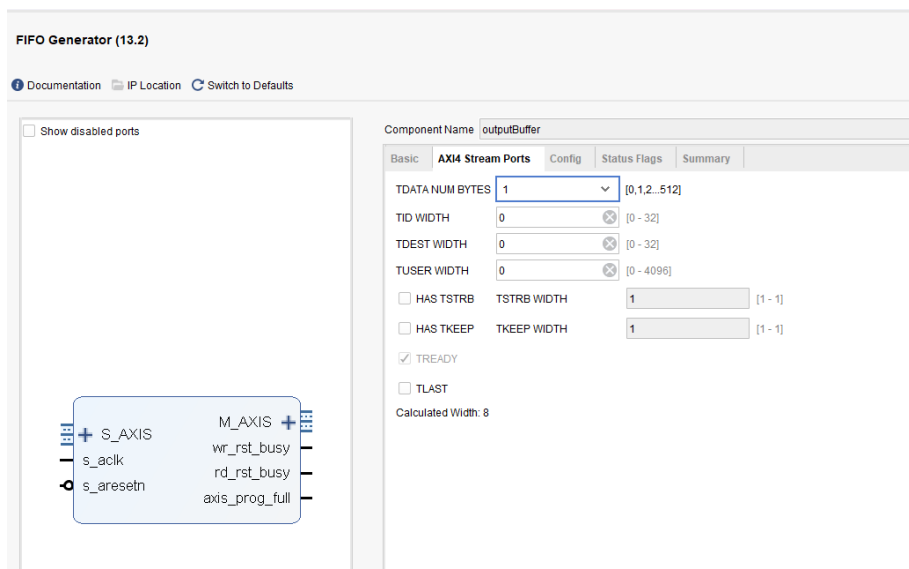 FIFO Generator (13.2)
Documentation IP Location Switch to Defaults
Show disabled ports
S_AXIS
s_aclk
s_aresetn
M_AXIS
wr_rst_busy
rd_rst_busy
axis_prog_full
Component Name outputBuffer
Basic AXI4 Stream Ports Config Status Flags Summary
TDATA NUM BYTES 1 [0,1,2...512]
TID WIDTH 0 [0 - 32]
TDEST WIDTH 0 [0 - 32]
TUSER WIDTH 0 [0 - 4096]
HAS TSTRB TSTRB WIDTH 1 [1 - 1]
HAS TKEEP TKEEP WIDTH 1 [1 - 1]
TREADY
TLAST
Calculated Width: 8